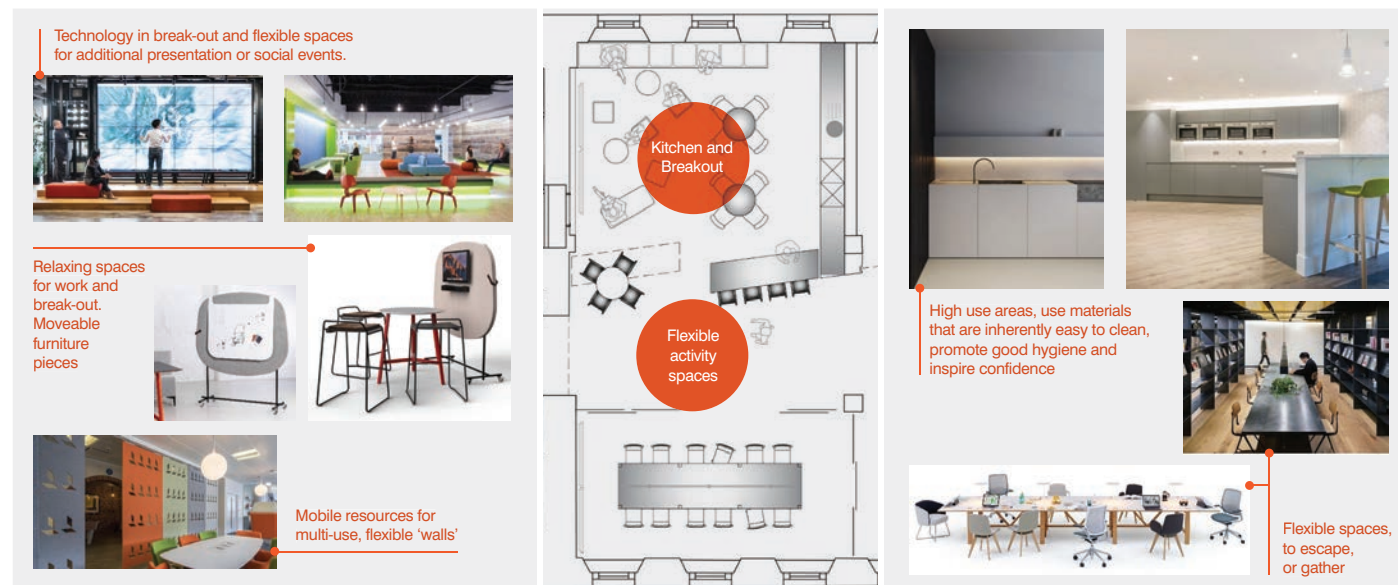 Technology in break-out and flexible spaces
for additional presentation or social events.
Relaxing spaces
for work and
break-out.
Moveable
furniture
pieces
Mobile resources for
multi-use, flexible ‘walls’
Kitchen and
Breakout
Flexible
activity
spaces
High use areas, use materials
that are inherently easy to clean,
promote good hygiene and
inspire confidence
Flexible spaces,
to escape,
or gather